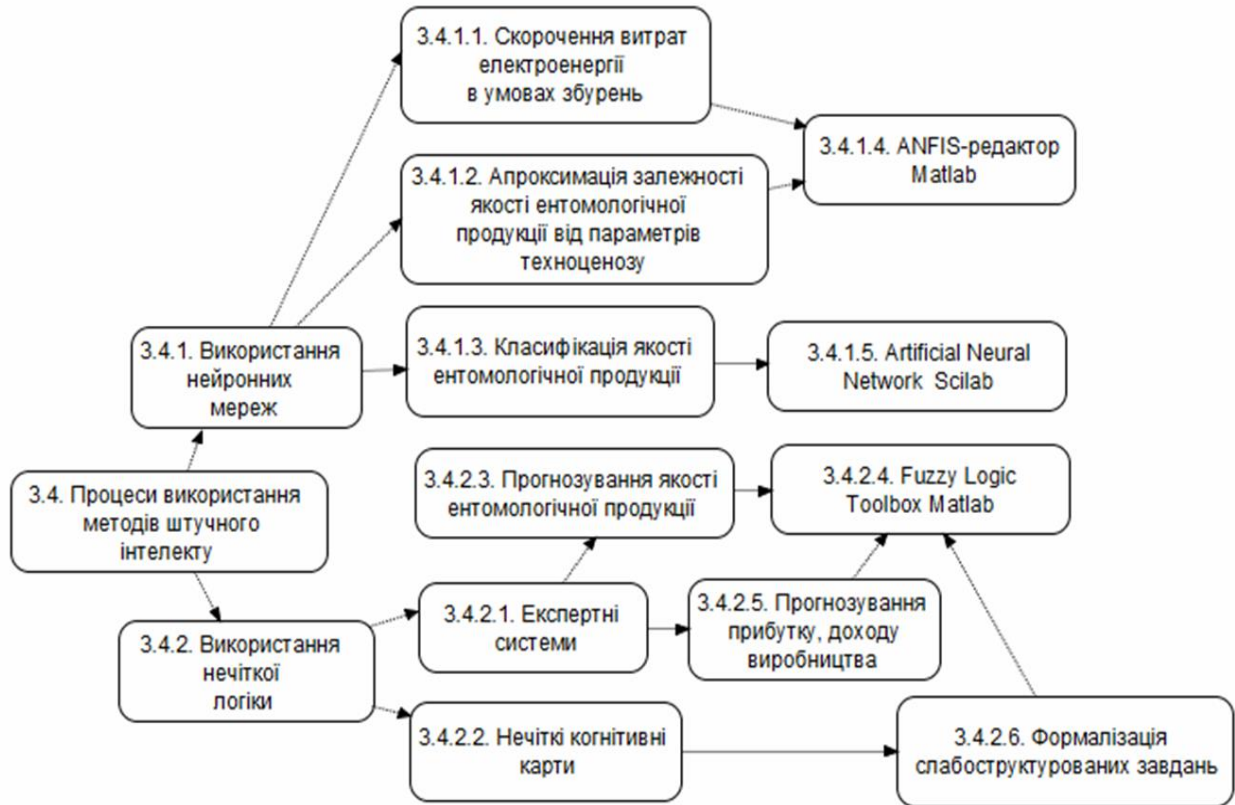 3.4.1.1. Скорочення витрат
електроенергії
в умовах збурень
3.4.1.4. ANFIS-редактор
Matlab
3.4.1.2. Апроксимація залежності
якості ентомологічної
продукції від параметрів
техноценозу
3.4.1. Використання
нейронних
мереж
3.4.1.3. Класифікація якості
ентомологічної продукції
3.4.1.5. Artificial Neural
Network Scilab
3.4. Процеси використання
методів штучного
інтелекту
3.4.2.3. Прогнозування якості
ентомологічної продукції
3.4.2.4. Fuzzy Logic
Toolbox Matlab
3.4.2. Використання
нечіткої
логіки
3.4.2.1. Експертні
системи
3.4.2.5. Прогнозування
прибутку, доходу
виробництва
3.4.2.2. Нечіткі когнітивні
карти
3.4.2.6. Формалізація
слабоструктурованих завдань